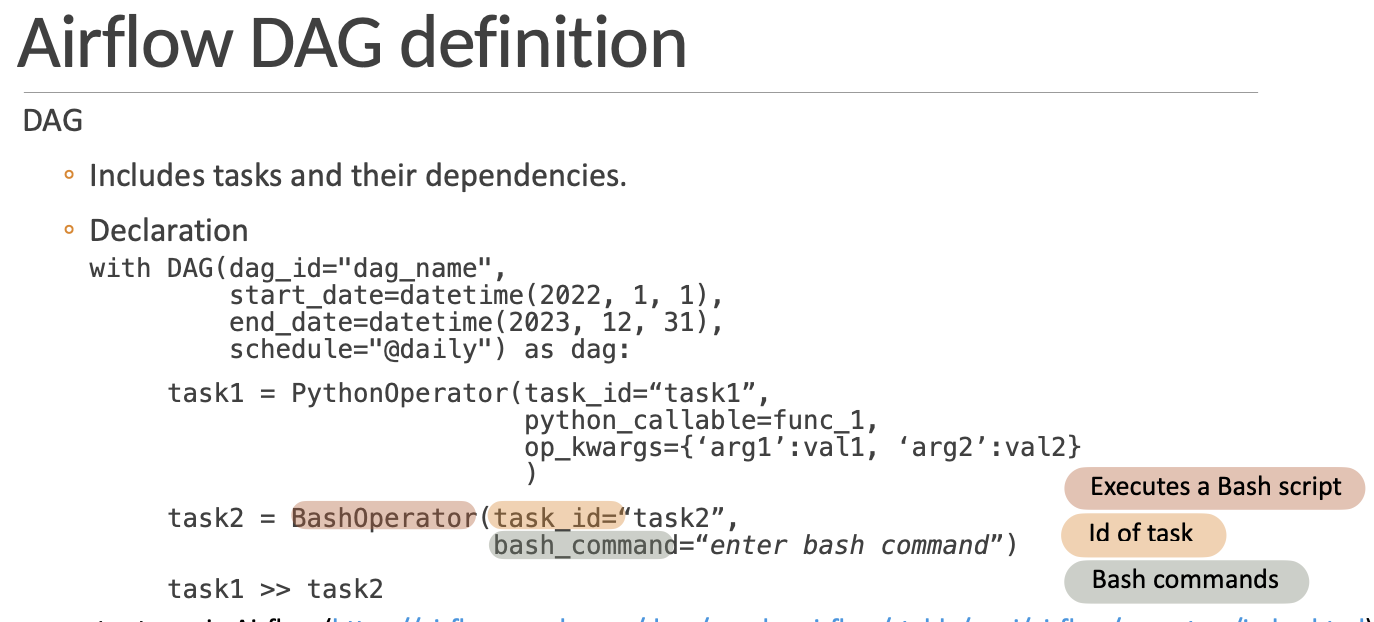 Airflow DAG definition
DAG
Includes tasks and their dependencies.
Declaration
with DAG(dag_id="dag_name",
start_date=datetime(2022, 1, 1),
end_date=datetime(2023, 12, 31),
schedule="@daily") as dag:
task1 = PythonOperator(task_id=“task1”,
python_callable=func_1,
op_kwargs={‘arg1’:val1, ‘arg2’:val2}
)
Executes a Bash script
task2 = BashOperator(task_id=“task2”,
Id of task
bash_command=“enter bash command”)
Bash commands
task1 >> task2